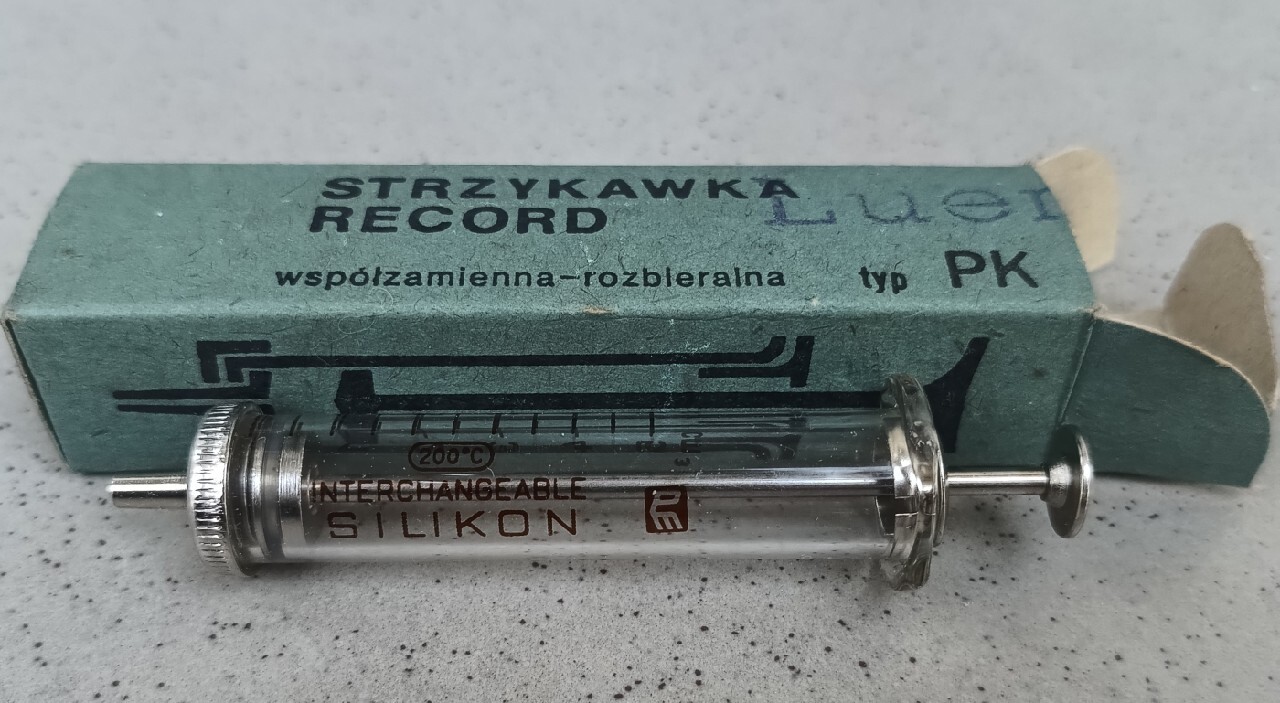 STRZYKAWKA
RECORD
Luer
współzamienna-rozbieralna
typ PK
200°C
INTERCHANGEABLE
SILIKON